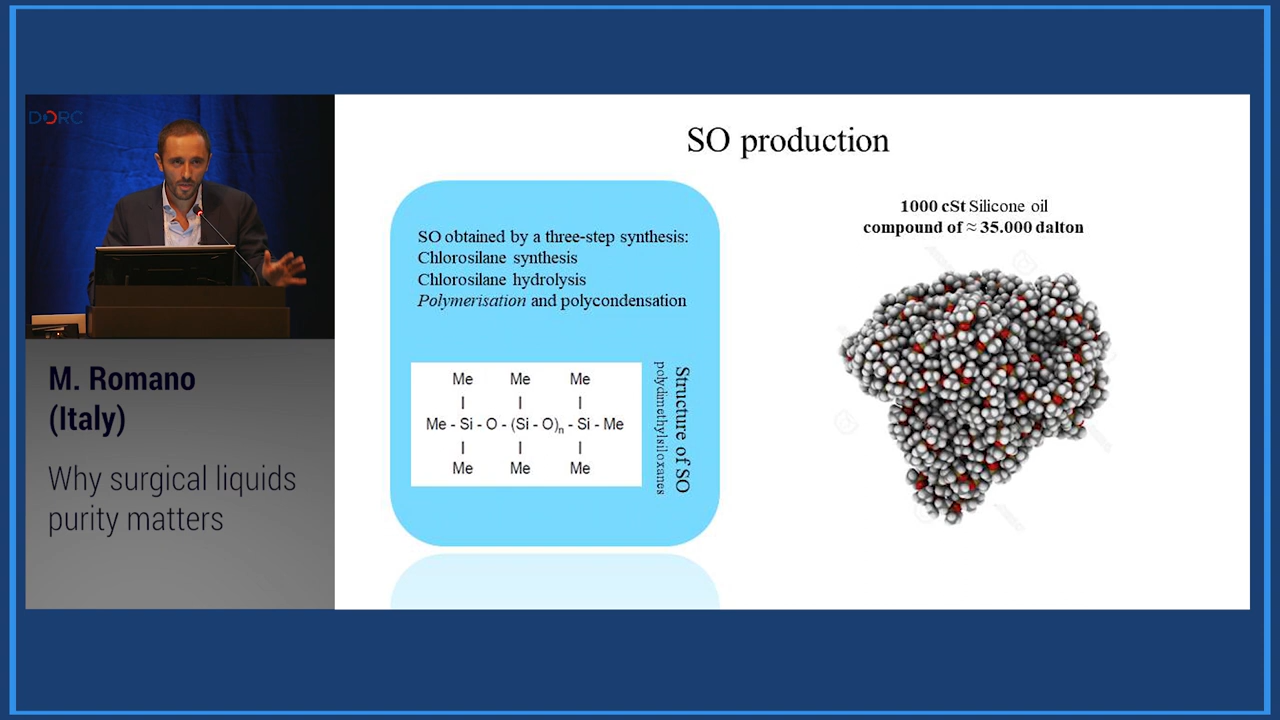 DORC
M. Romano
(Italy)
Why surgical liquids
purity matters
SO production
SO obtained by a three-step synthesis:
Chlorosilane synthesis
Chlorosilane hydrolysis
Polymerisation and polycondensation
Me Me Me
Me - Si - O - (Si - O)n - Si - Me
Me Me Me
Structure of SO
polydimethylsiloxanes
1000 cSt Silicone oil
compound of ≈ 35.000 dalton